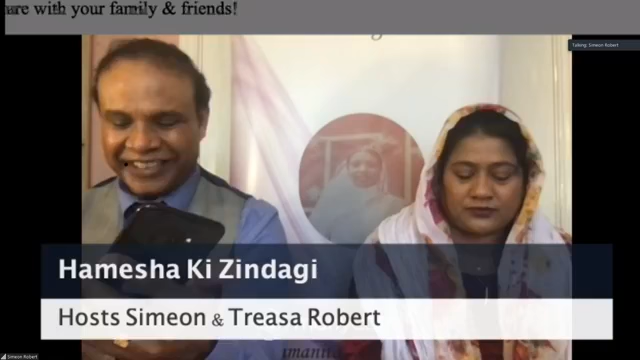 are with your family & friends!
Talking: Simeon Robert
Hamesha Ki Zindagi
Hosts Simeon & Treasa Robert
Simeon Robert